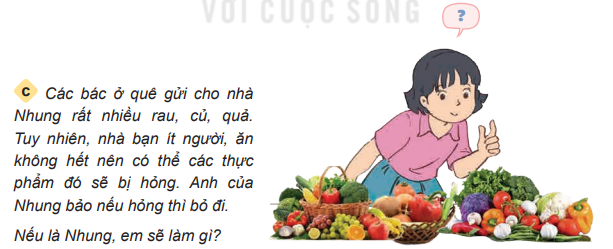 VỚI CUỘC SỐNG
?
C Các bác ở quê gửi cho nhà
Nhung rất nhiều rau, củ, quả.
Tuy nhiên, nhà bạn ít người, ăn
không hết nên có thể các thực
phẩm đó sẽ bị hỏng. Anh của
Nhung bảo nếu hỏng thì bỏ đi.
Nếu là Nhung, em sẽ làm gì?